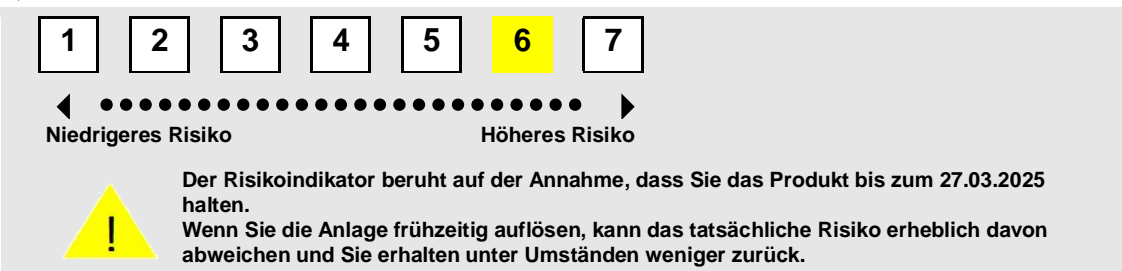 1 2 3 4 5 6 7
Niedrigeres Risiko Höheres Risiko
Der Risikoindikator beruht auf der Annahme, dass Sie das Produkt bis zum 27.03.2025
halten.
Wenn Sie die Anlage frühzeitig auflösen, kann das tatsächliche Risiko erheblich davon
abweichen und Sie erhalten unter Umständen weniger zurück.
!